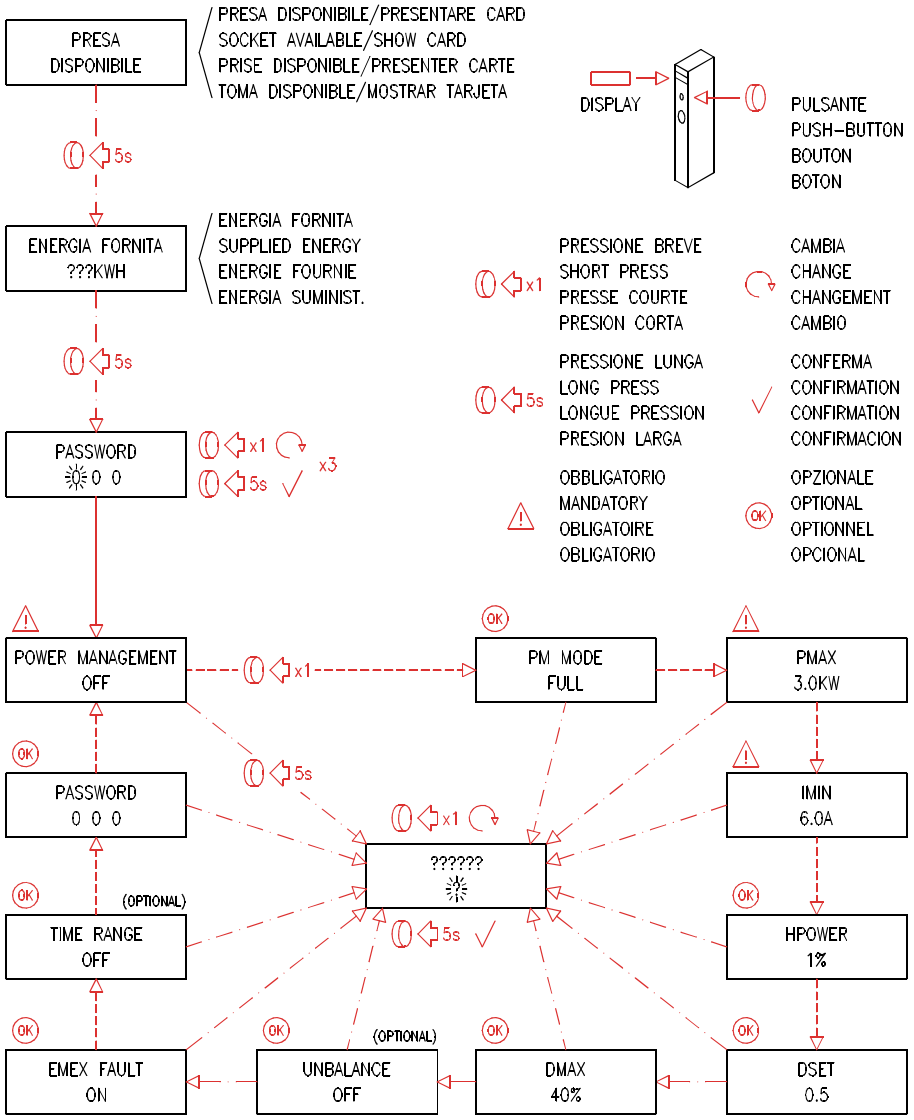 PRESA
DISPONIBILE
PRESA DISPONIBILE/PRESENTARE CARD
SOCKET AVAILABLE/SHOW CARD
PRISE DISPONIBLE/PRESENTER CARTE
TOMA DISPONIBLE/MOSTRAR TARJETA
DISPLAY
PULSANTE
PUSH-BUTTON
BOUTON
BOTON
5s
ENERGIA FORNITA
???KWH
ENERGIA FORNITA
SUPPLIED ENERGY
ENERGIE FOURNIE
ENERGIA SUMINIST.
x1
PRESSIONE BREVE
SHORT PRESS
PRESSE COURTE
PRESION CORTA
CAMBIA
CHANGE
CHANGEMENT
CAMBIO
5s
5s
PRESSIONE LUNGA
LONG PRESS
LONGUE PRESSION
PRESION LARGA
CONFERMA
CONFIRMATION
CONFIRMATION
CONFIRMACION
PASSWORD
0 0 0
x1
5s
x3
!
OBBLIGATORIO
MANDATORY
OBLIGATOIRE
OBLIGATORIO
OK
OPZIONALE
OPTIONAL
OPTIONNEL
OPCIONAL
!
POWER MANAGEMENT
OFF
x1
OK
PM MODE
FULL
!
PMAX
3.0KW
OK
PASSWORD
0 0 0
5s
!
IMIN
6.0A
x1
??????
?
5s
OK
(OPTIONAL)
TIME RANGE
OFF
OK
HPOWER
1%
OK
EMEX FAULT
ON
OK
(OPTIONAL)
UNBALANCE
OFF
OK
DMAX
40%
OK
DSET
0.5